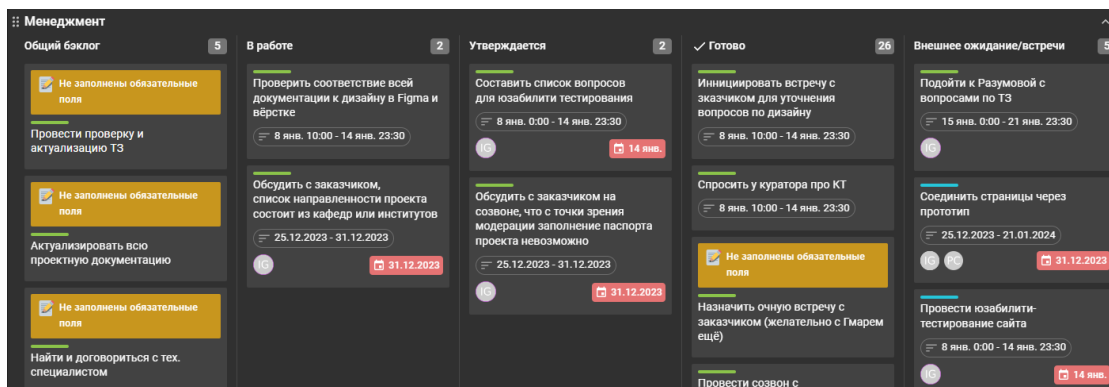 Менеджмент
Общий бэклог 5
Не заполнены обязательные
поля
Провести проверку и
актуализацию ТЗ
Не заполнены обязательные
поля
Актуализировать всю
проектную документацию
Не заполнены обязательные
поля
Найти и договориться с тех.
специалистом
В работе 2
Проверить соответствие всей
документации к дизайну в Figma и
вёрстке
8 янв. 10:00 - 14 янв. 23:30
Обсудить с заказчиком,
список направленности проекта
состоит из кафедр или институтов
25.12.2023 - 31.12.2023
IG 31.12.2023
Утверждается 2
Составить список вопросов
для юзабилити тестирования
8 янв. 0:00 - 14 янв. 23:30
IG 14 янв.
Обсудить с заказчиком на
созвоне, что с точки зрения
модерации заполнение паспорта
проекта невозможно
25.12.2023 - 31.12.2023
IG 31.12.2023
Готово 26
Иннициировать встречу с
зказчиком для уточнения
вопросов по дизайну
8 янв. 10:00 - 14 янв. 23:30
Спросить у куратора про КТ
8 янв. 10:00 - 14 янв. 23:30
Не заполнены обязательные
поля
Назначить очную встречу с
заказчиком (желательно с Гмарем
ещё)
Провести созвон с
Внешнее ожидание/встречи 5
Подойти к Разумовой с
вопросами по ТЗ
15 янв. 0:00 - 21 янв. 23:30
IG
Соединить страницы через
прототип
25.12.2023 - 21.01.2024
IG PC 31.12.2023
Провести юзабилити-
тестирование сайта
8 янв. 0:00 - 14 янв. 23:30
IG 14 янв.